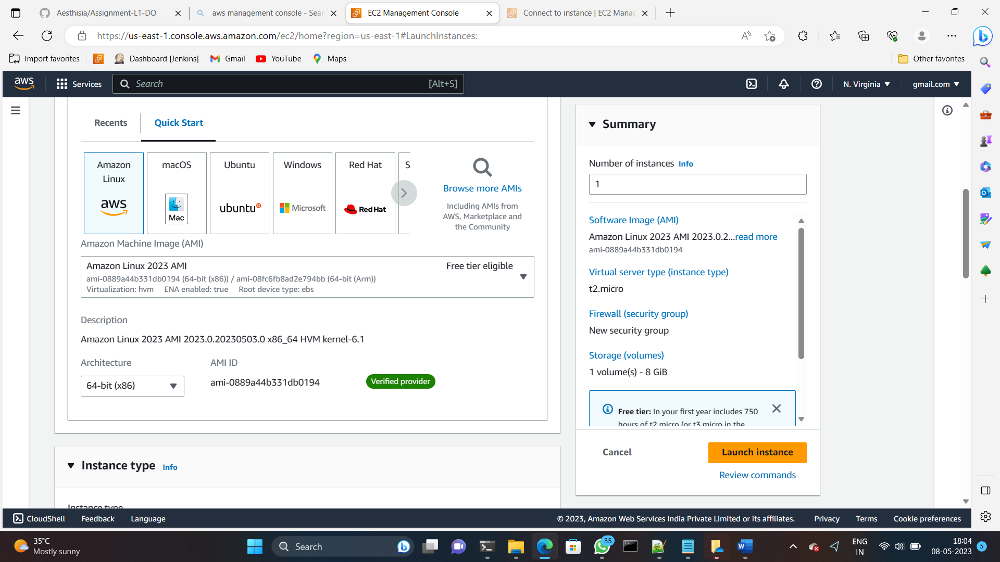 Aesthisia/Assignment-L1-DO
aws management console - Sear
EC2 Management Console
Connect to instance | EC2 Manag
https://us-east-1.console.aws.amazon.com/ec2/home?region=us-east-1#LaunchInstances:
Import favorites
Dashboard [Jenkins]
Gmail
YouTube
Maps
Other favorites
aws
Services
Search
[Alt+S]
N. Virginia
gmail.com
Recents
Quick Start
Amazon
Linux
aws
macOS
Mac
Ubuntu
ubuntu
Windows
Microsoft
Red Hat
Red Hat
S
Browse more AMIs
Including AMIs from
AWS, Marketplace and
the Community
Amazon Machine Image (AMI)
Amazon Linux 2023 AMI
Free tier eligible
ami-0889a44b331db0194 (64-bit (x86)) / ami-08fc6fb8ad2e794bb (64-bit (Arm))
Virtualization: hvm ENA enabled: true Root device type: ebs
Description
Amazon Linux 2023 AMI 2023.0.20230503.0 x86_64 HVM kernel-6.1
Architecture
AMI ID
64-bit (x86)
ami-0889a44b331db0194
Verified provider
Instance type Info
Instance type
Summary
Number of instances Info
1
Software Image (AMI)
Amazon Linux 2023 AMI 2023.0.2...read more
ami-0889a44b331db0194
Virtual server type (instance type)
t2.micro
Firewall (security group)
New security group
Storage (volumes)
1 volume(s) - 8 GiB
Free tier: In your first year includes 750
hours of t2.micro (or t3.micro in the
Cancel
Launch instance
Review commands
CloudShell
Feedback
Language
© 2023, Amazon Web Services India Private Limited or its affiliates.
Privacy
Terms
Cookie preferences
35°C
Mostly sunny
Search
35
ENG
IN
18:04
08-05-2023
5